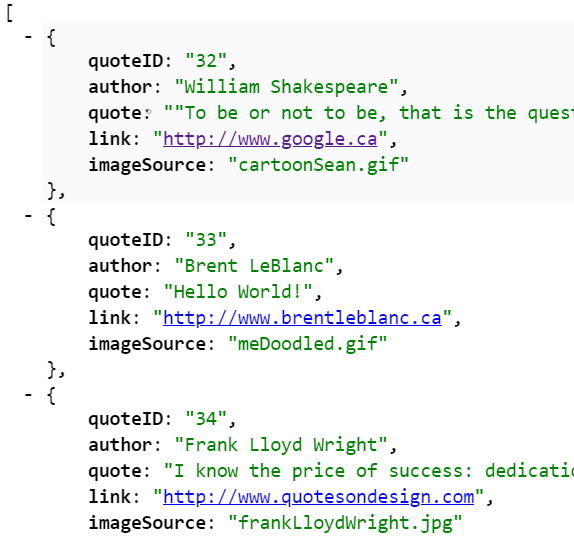 [
- {
quoteID: "32",
author: "William Shakespeare",
quote: ""To be or not to be, that is the quest
link: "http://www.google.ca",
imageSource: "cartoonSean.gif"
},
- {
quoteID: "33",
author: "Brent LeBlanc",
quote: "Hello World!",
link: "http://www.brentleblanc.ca",
imageSource: "meDoodled.gif"
},
- {
quoteID: "34",
author: "Frank Lloyd Wright",
quote: "I know the price of success: dedicatio
link: "http://www.quotesondesign.com",
imageSource: "frankLloydWright.jpg"